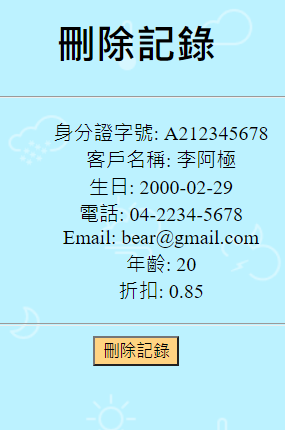 刪除記錄
身分證字號: A212345678
客戶名稱: 李阿極
生日: 2000-02-29
電話: 04-2234-5678
Email: bear@gmail.com
年齡: 20
折扣: 0.85
刪除記錄